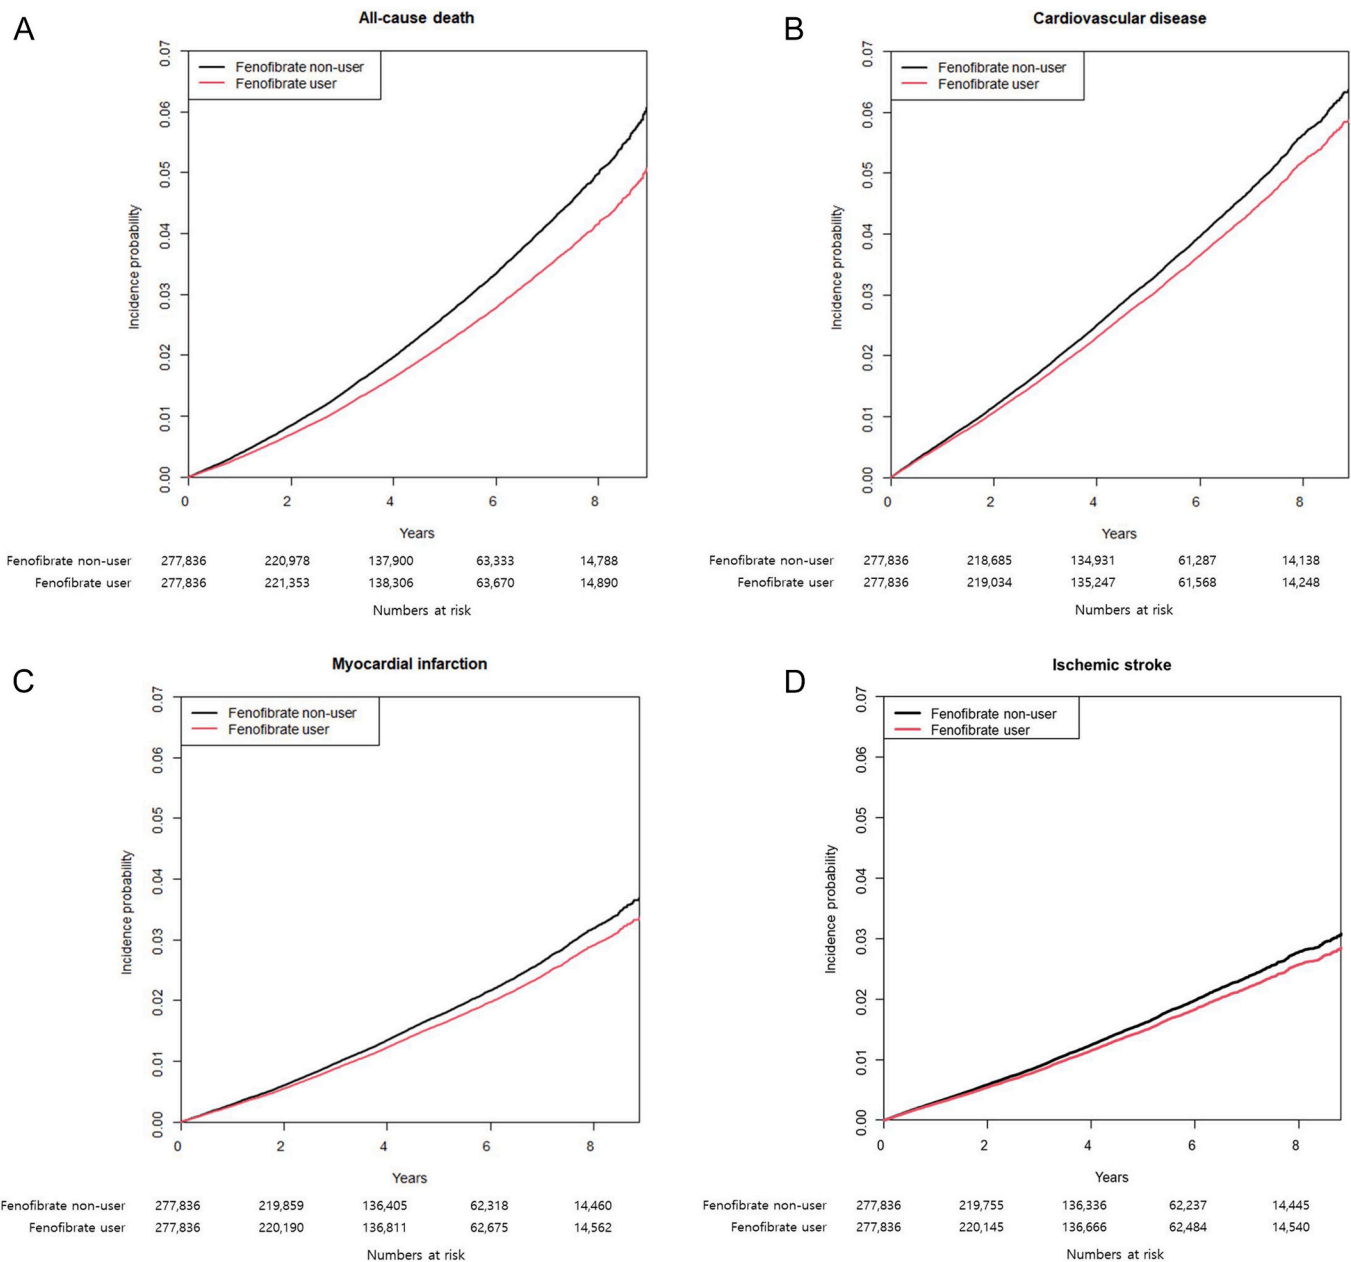 A
All-cause death
Fenofibrate non-user
Fenofibrate user
0.07
0.06
0.05
0.04
0.03
0.02
0.01
0.00
Incidence probability
0 2 4 6 8
Years
Fenofibrate non-user 277,836 220,978 137,900 63,333 14,788
Fenofibrate user 277,836 221,353 138,306 63,670 14,890
Numbers at risk
B
Cardiovascular disease
Fenofibrate non-user
Fenofibrate user
0.07
0.06
0.05
0.04
0.03
0.02
0.01
0.00
Incidence probability
0 2 4 6 8
Years
Fenofibrate non-user 277,836 218,685 134,931 61,287 14,138
Fenofibrate user 277,836 219,034 135,247 61,568 14,248
Numbers at risk
C
Myocardial infarction
Fenofibrate non-user
Fenofibrate user
0.07
0.06
0.05
0.04
0.03
0.02
0.01
0.00
Incidence probability
0 2 4 6 8
Years
Fenofibrate non-user 277,836 219,859 136,405 62,318 14,460
Fenofibrate user 277,836 220,190 136,811 62,675 14,562
Numbers at risk
D
Ischemic stroke
Fenofibrate non-user
Fenofibrate user
0.07
0.06
0.05
0.04
0.03
0.02
0.01
0.00
Incidence probability
0 2 4 6 8
Years
Fenofibrate non-user 277,836 219,755 136,336 62,237 14,445
Fenofibrate user 277,836 220,145 136,666 62,484 14,540
Numbers at risk